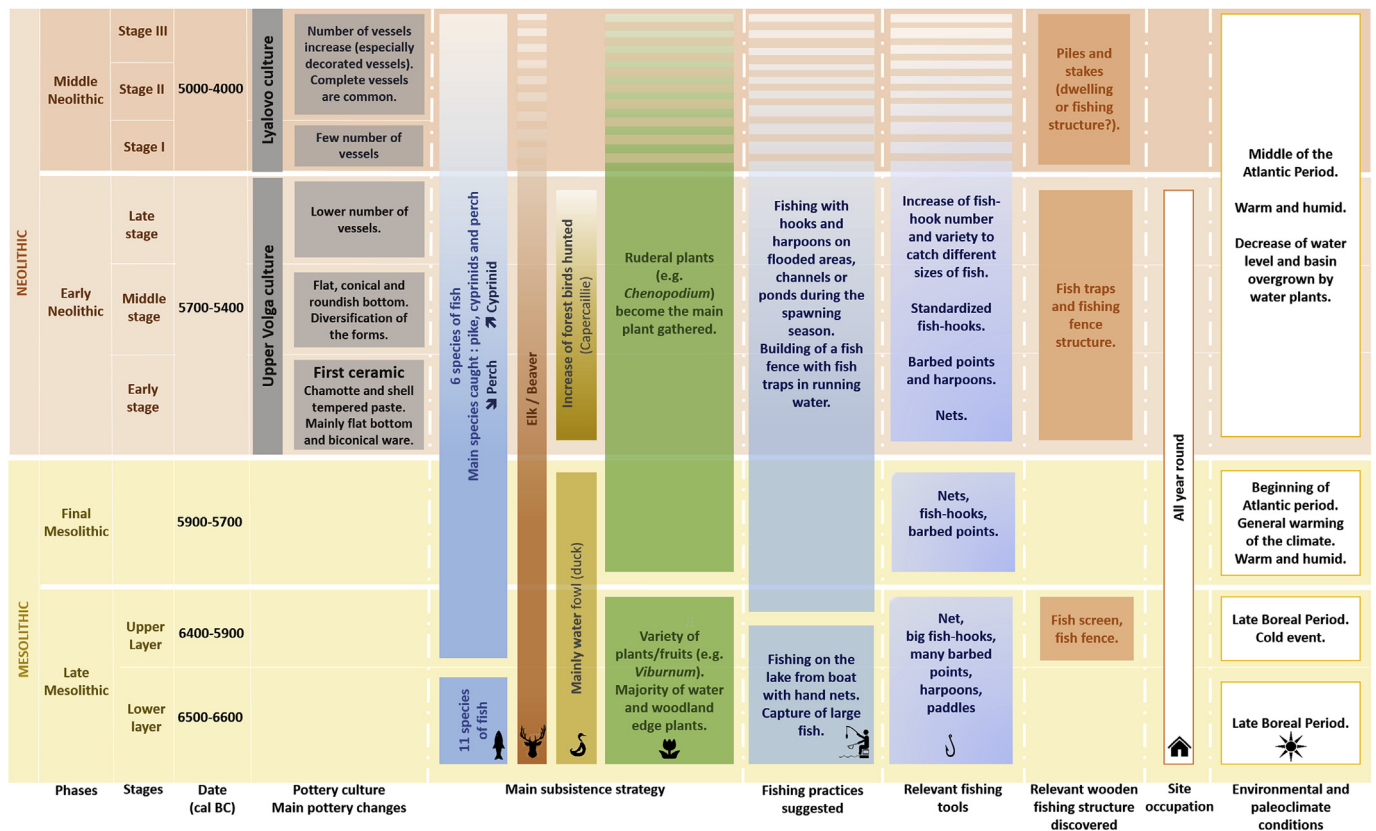 NEOLITHIC
Middle
Neolithic
Stage III
Stage II
Stage I
5000-4000
Lyalovo culture
Number of vessels
increase (especially
decorated vessels).
Complete vessels
are common.
Few number of
vessels
Early
Neolithic
Late
stage
Middle
stage
Early
stage
5700-5400
Upper Volga culture
Lower number of
vessels.
Flat, conical and
roundish bottom.
Diversification of
the forms.
First ceramic
Chamotte and shell
tempered paste.
Mainly flat bottom
and biconical ware.
6 species of fish
Main species caught : pike, cyprinids and perch
➘ Perch ➚ Cyprinid
Elk / Beaver
Increase of forest birds hunted
(Capercaillie)
Ruderal plants
(e.g.
Chenopodium)
become the main
plant gathered.
Fishing with
hooks and
harpoons on
flooded areas,
channels or
ponds during the
spawning
season.
Building of a fish
fence with fish
traps in running
water.
Increase of fish-
hook number
and variety to
catch different
sizes of fish.
Standardized
fish-hooks.
Barbed points
and harpoons.
Nets.
Piles and
stakes
(dwelling
or fishing
structure?).
Fish traps
and fishing
fence
structure.
All year round
Middle of the
Atlantic Period.
Warm and humid.
Decrease of water
level and basin
overgrown by
water plants.
MESOLITHIC
Final
Mesolithic
5900-5700
Nets,
fish-hooks,
barbed points.
Beginning of
Atlantic period.
General warming
of the climate.
Warm and humid.
Late
Mesolithic
Upper
Layer
6400-5900
Lower
layer
6500-6600
11 species
of fish
Mainly water fowl (duck)
Variety of
plants/fruits (e.g.
Viburnum).
Majority of water
and woodland
edge plants.
Fishing on the
lake from boat
with hand nets.
Capture of large
fish.
Net,
big fish-hooks,
many barbed
points,
harpoons,
paddles
Fish screen,
fish fence.
Late Boreal Period.
Cold event.
Late Boreal Period.
Phases
Stages
Date
(cal BC)
Pottery culture
Main pottery changes
Main subsistence strategy
Fishing practices
suggested
Relevant fishing
tools
Relevant wooden
fishing structure
discovered
Site
occupation
Environmental and
paleoclimate
conditions